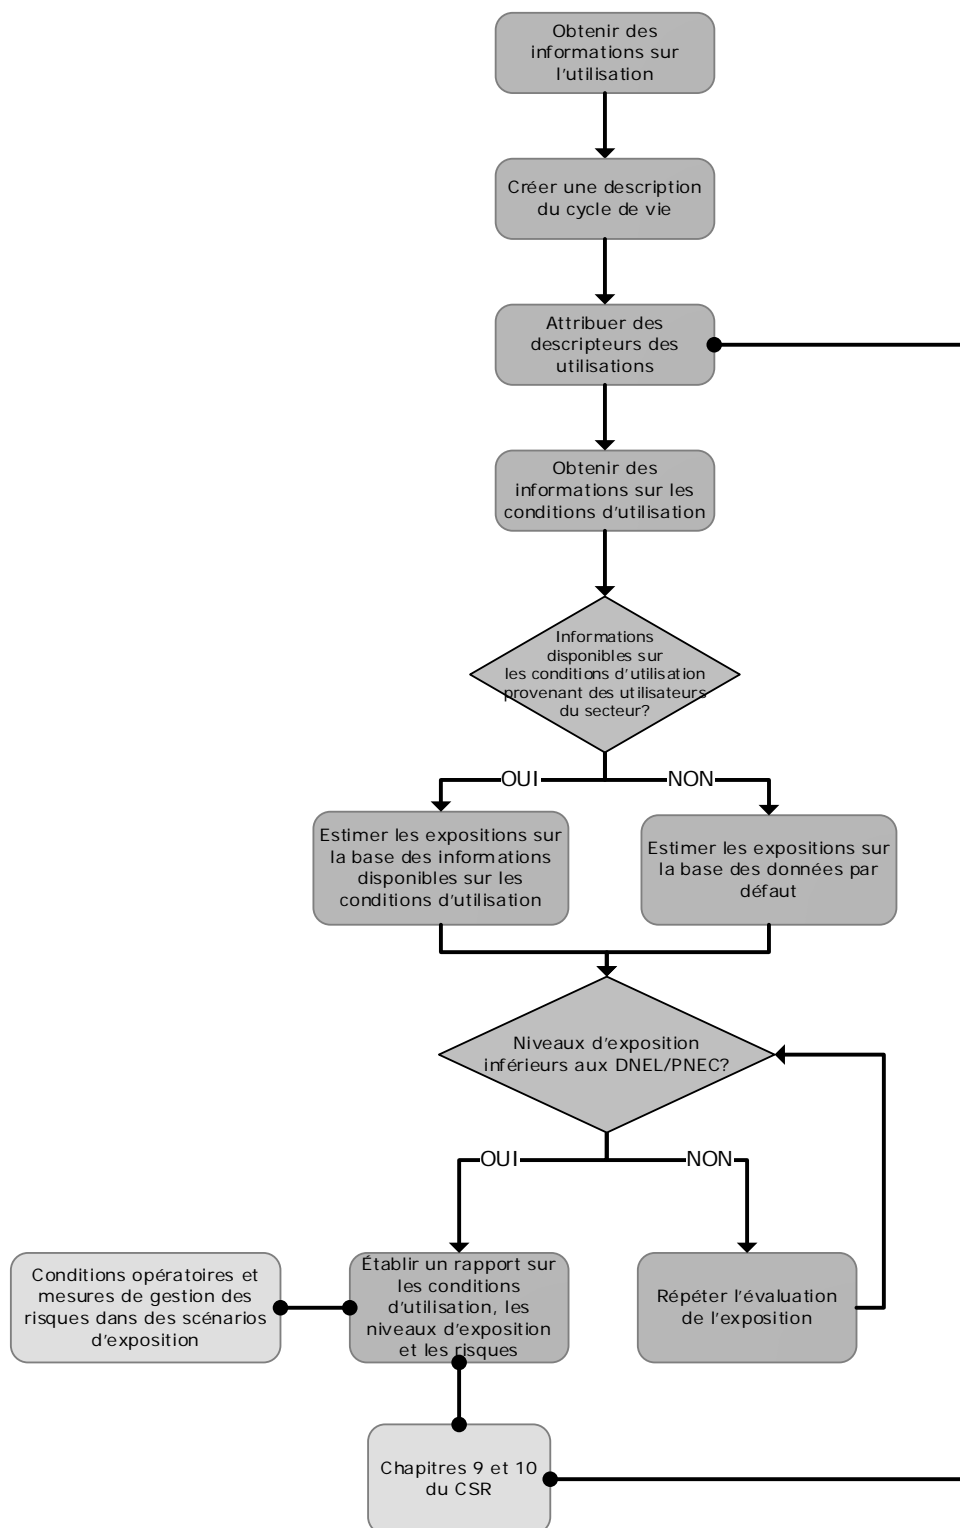 Obtenir des
informations sur
l'utilisation
Créer une description
du cycle de vie
Attribuer des
descripteurs des
utilisations
Obtenir des
informations sur les
conditions d'utilisation
Informations
disponibles sur
les conditions d'utilisation
provenant des utilisateurs
du secteur?
OUI
NON
Estimer les expositions sur
la base des informations
disponibles sur les
conditions d'utilisation
Estimer les expositions sur
la base des données par
défaut
Niveaux d'exposition
inférieurs aux DNEL/PNEC?
OUI
NON
Conditions opératoires et
mesures de gestion des
risques dans des scénarios
d'exposition
Établir un rapport sur
les conditions
d'utilisation, les
niveaux d'exposition
et les risques
Répéter l'évaluation
de l'exposition
Chapitres 9 et 10
du CSR